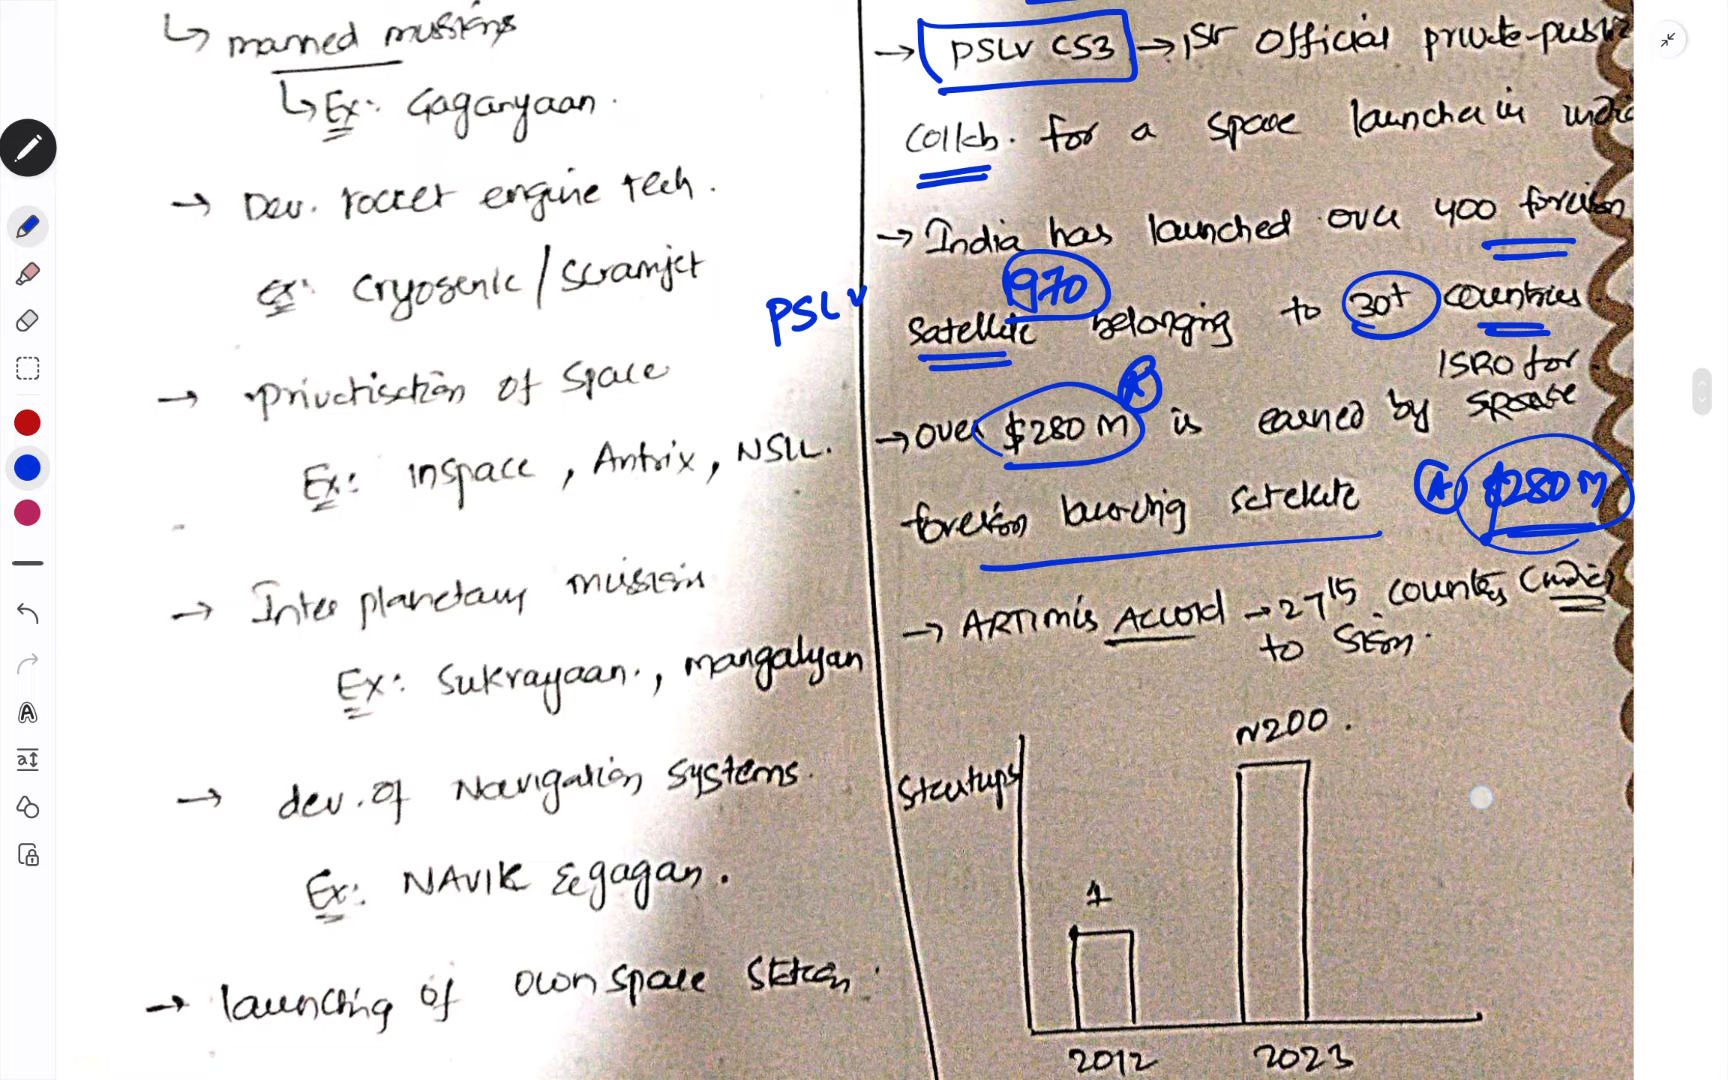 manned missions
Ex: Gaganyaan.
→ Dev. rocket engine tech.
ex: Cryogenic / Scramjet
→ privatisation of Space
Ex: inspace, Antrix, NSIL.
→ Inter planetary mission
Ex: Sukrayaan., mangalyan
→ dev. of Navigation Systems.
Ex: NAVIK & gagan.
→ launching of own space station.
PSLV
→ PSLV C53 → 1st official private-public
Collab. for a space launche in india
→ India has launched over 400 foreign
970
Satellite belonging to 30+ countries
→ over $280 M is earned by ISRO for
foreign launching satellite
$280 M
→ ARTIMIS Accord → 27 countrs (india)
to sign.
Startups
1
~200.
2012 2023